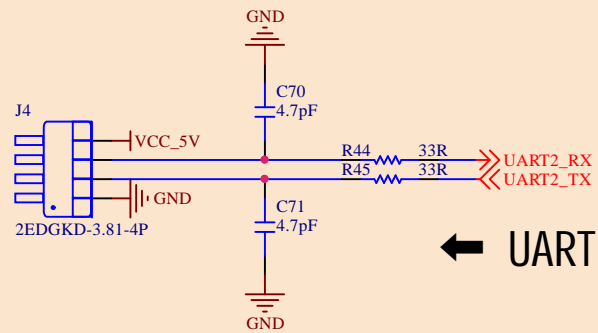 GND
C70
4.7pF
J4
VCC_5V
R44 33R UART2_RX
R45 33R UART2_TX
GND
C71
2EDGKD-3.81-4P
4.7pF
UART
GND